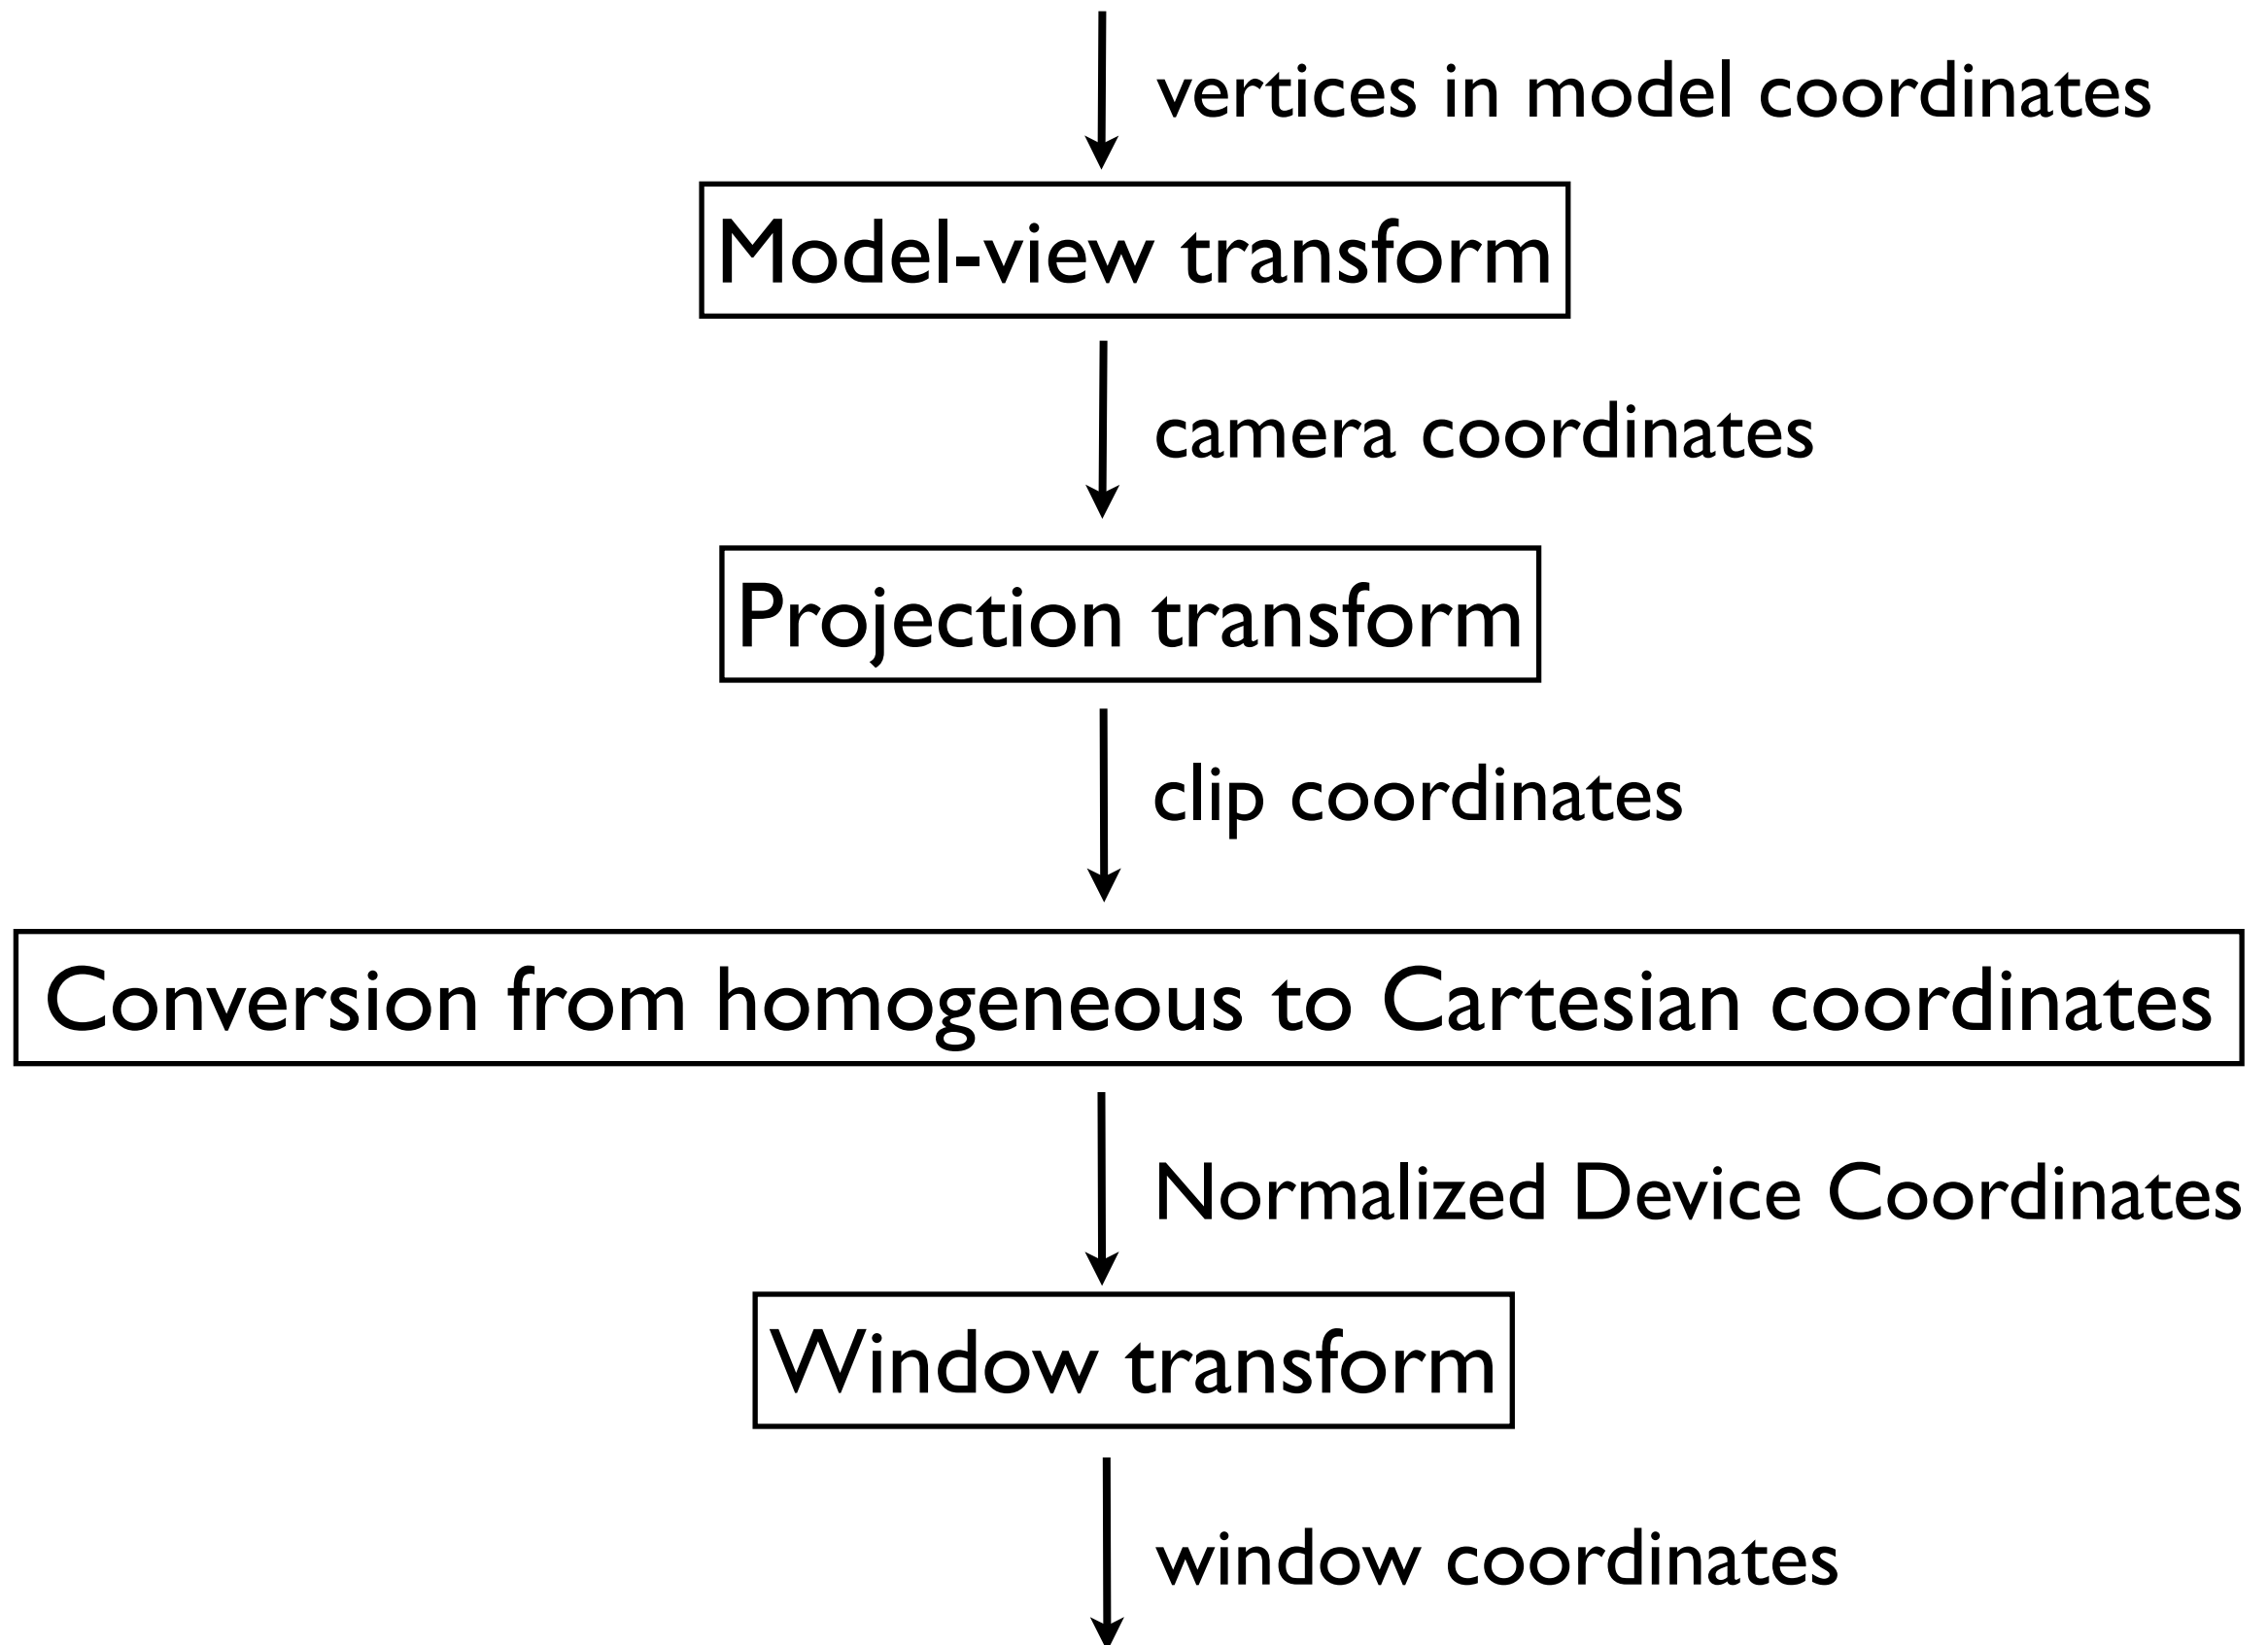 vertices in model coordinates
Model-view transform
camera coordinates
Projection transform
clip coordinates
Conversion from homogeneous to Cartesian coordinates
Normalized Device Coordinates
Window transform
window coordinates